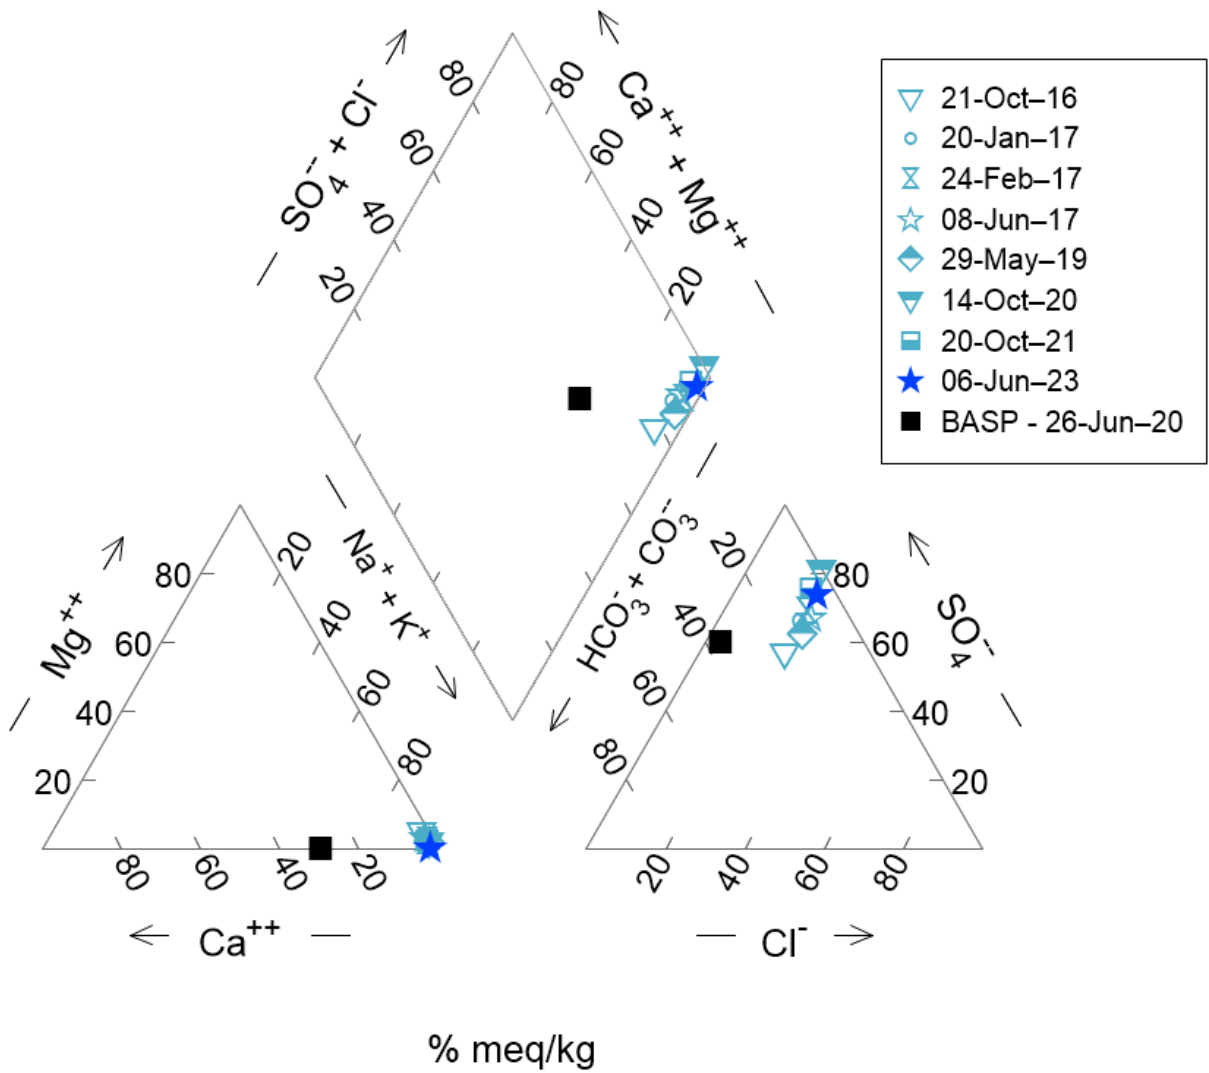 80
80
60
60
40
40
20
20
SO₄⁻⁻ + Cl⁻
Ca⁺⁺ + Mg⁺⁺
21-Oct–16
20-Jan–17
24-Feb–17
08-Jun–17
29-May–19
14-Oct–20
20-Oct–21
06-Jun–23
BASP - 26-Jun–20
Mg⁺⁺
80
60
40
20
Na⁺ + K⁺
20
40
60
80
80
60
40
20
Ca⁺⁺
HCO₃⁻ + CO₃⁻⁻
20
40
60
80
SO₄⁻⁻
80
60
40
20
20
40
60
80
Cl⁻
% meq/kg